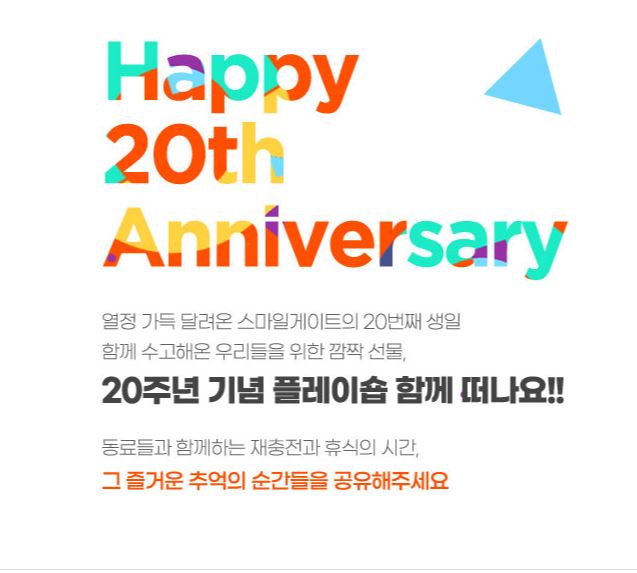 Happy
20th
Anniversary
열정 가득 달려온 스마일게이트의 20번째 생일
함께 수고해온 우리들을 위한 깜짝 선물,
20주년 기념 플레이숍 함께 떠나요!!
동료들과 함께하는 재충전과 휴식의 시간,
그 즐거운 추억의 순간들을 공유해주세요